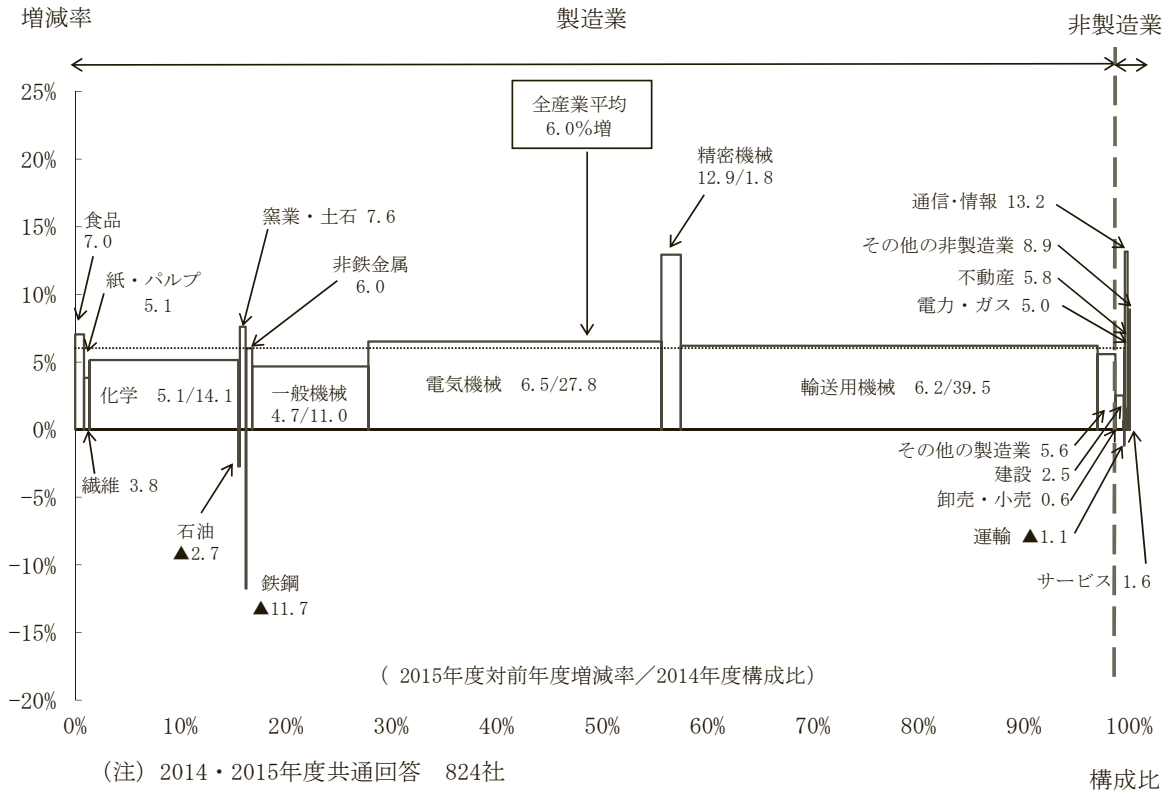 増減率
製造業
非製造業
25%
20%
15%
10%
5%
0%
-5%
-10%
-15%
-20%
全産業平均
6.0%増
精密機械
12.9/1.8
食品
7.0
紙・パルプ
5.1
窯業・土石 7.6
非鉄金属
6.0
通信・情報 13.2
その他の非製造業 8.9
不動産 5.8
電力・ガス 5.0
化学 5.1/14.1
一般機械
4.7/11.0
電気機械 6.5/27.8
輸送用機械 6.2/39.5
繊維 3.8
石油
▲2.7
鉄鋼
▲11.7
その他の製造業 5.6
建設 2.5
卸売・小売 0.6
運輸 ▲1.1
サービス 1.6
( 2015年度対前年度増減率／2014年度構成比)
0% 10% 20% 30% 40% 50% 60% 70% 80% 90% 100%
(注) 2014・2015年度共通回答 824社
構成比